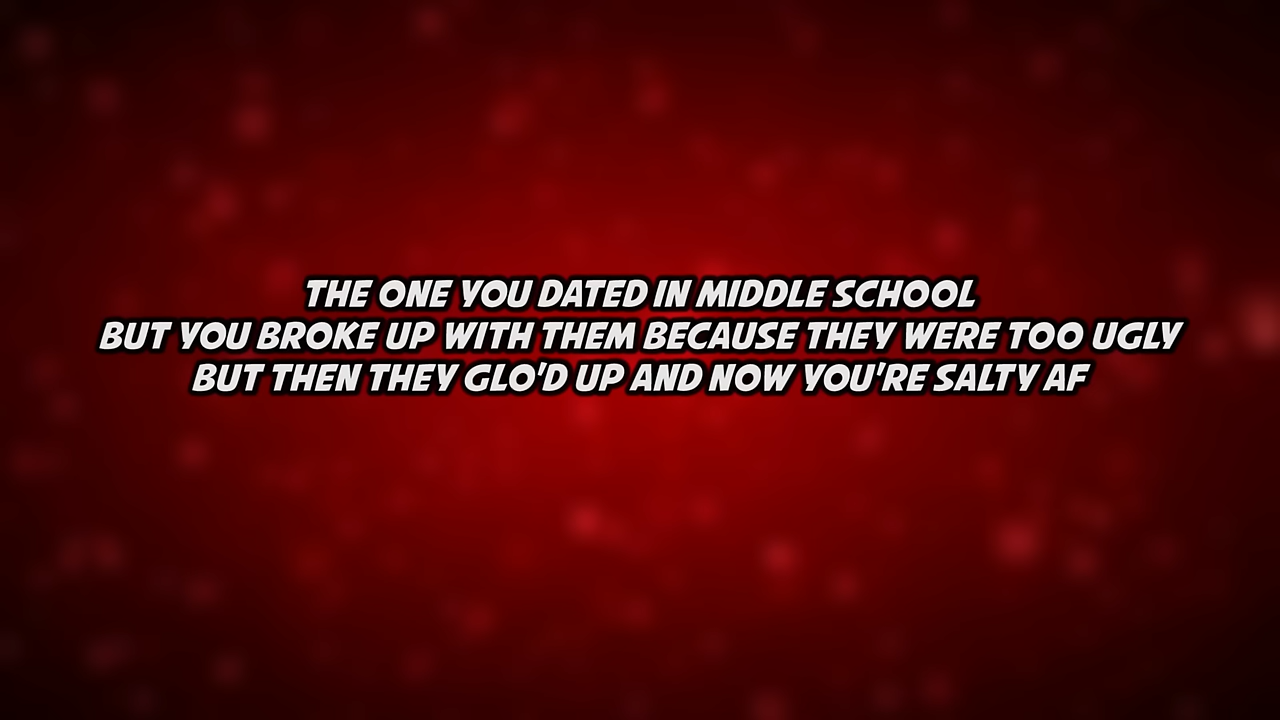 THE ONE YOU DATED IN MIDDLE SCHOOL
BUT YOU BROKE UP WITH THEM BECAUSE THEY WERE TOO UGLY
BUT THEN THEY GLO'D UP AND NOW YOU'RE SALTY AF